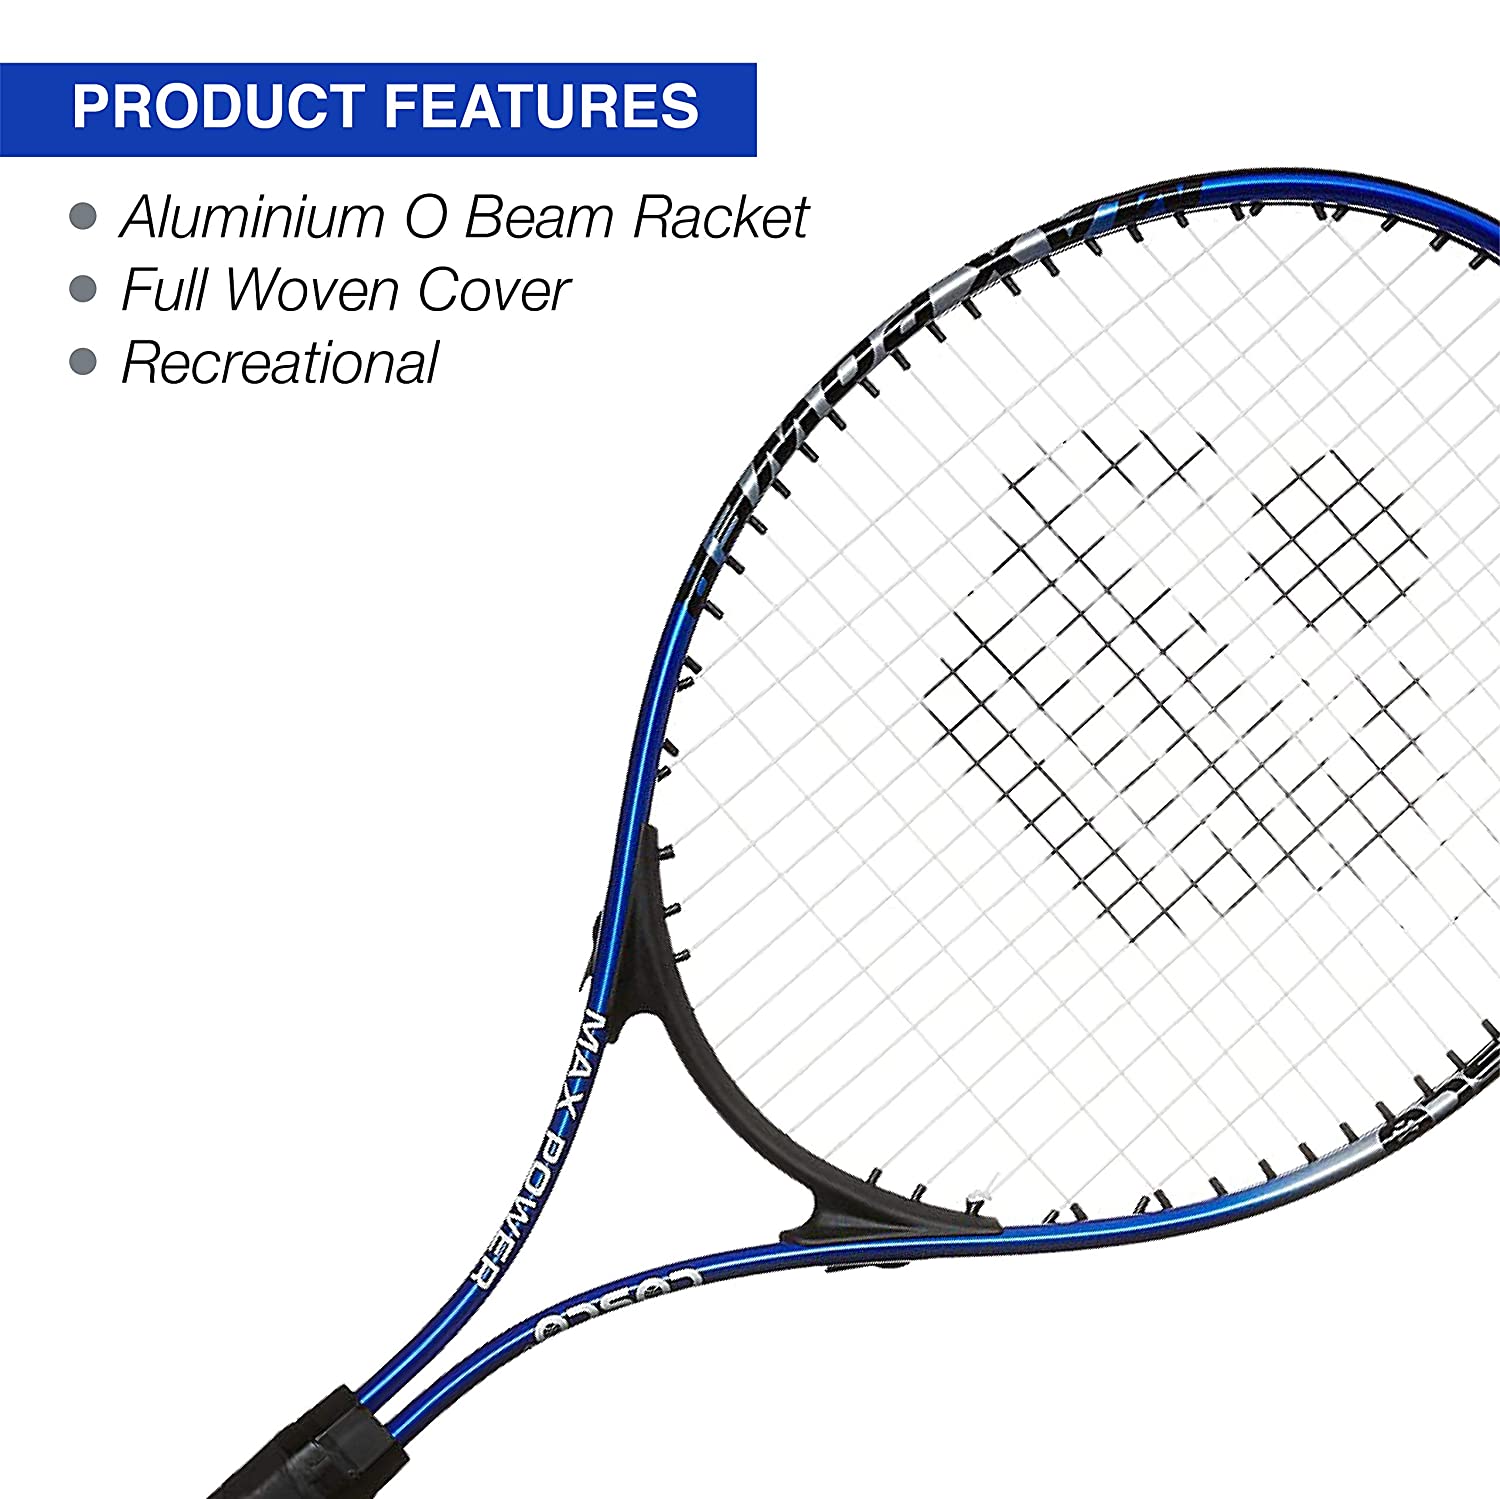 PRODUCT FEATURES
Aluminium O Beam Racket
Full Woven Cover
Recreational
MAX POWER
COSCO